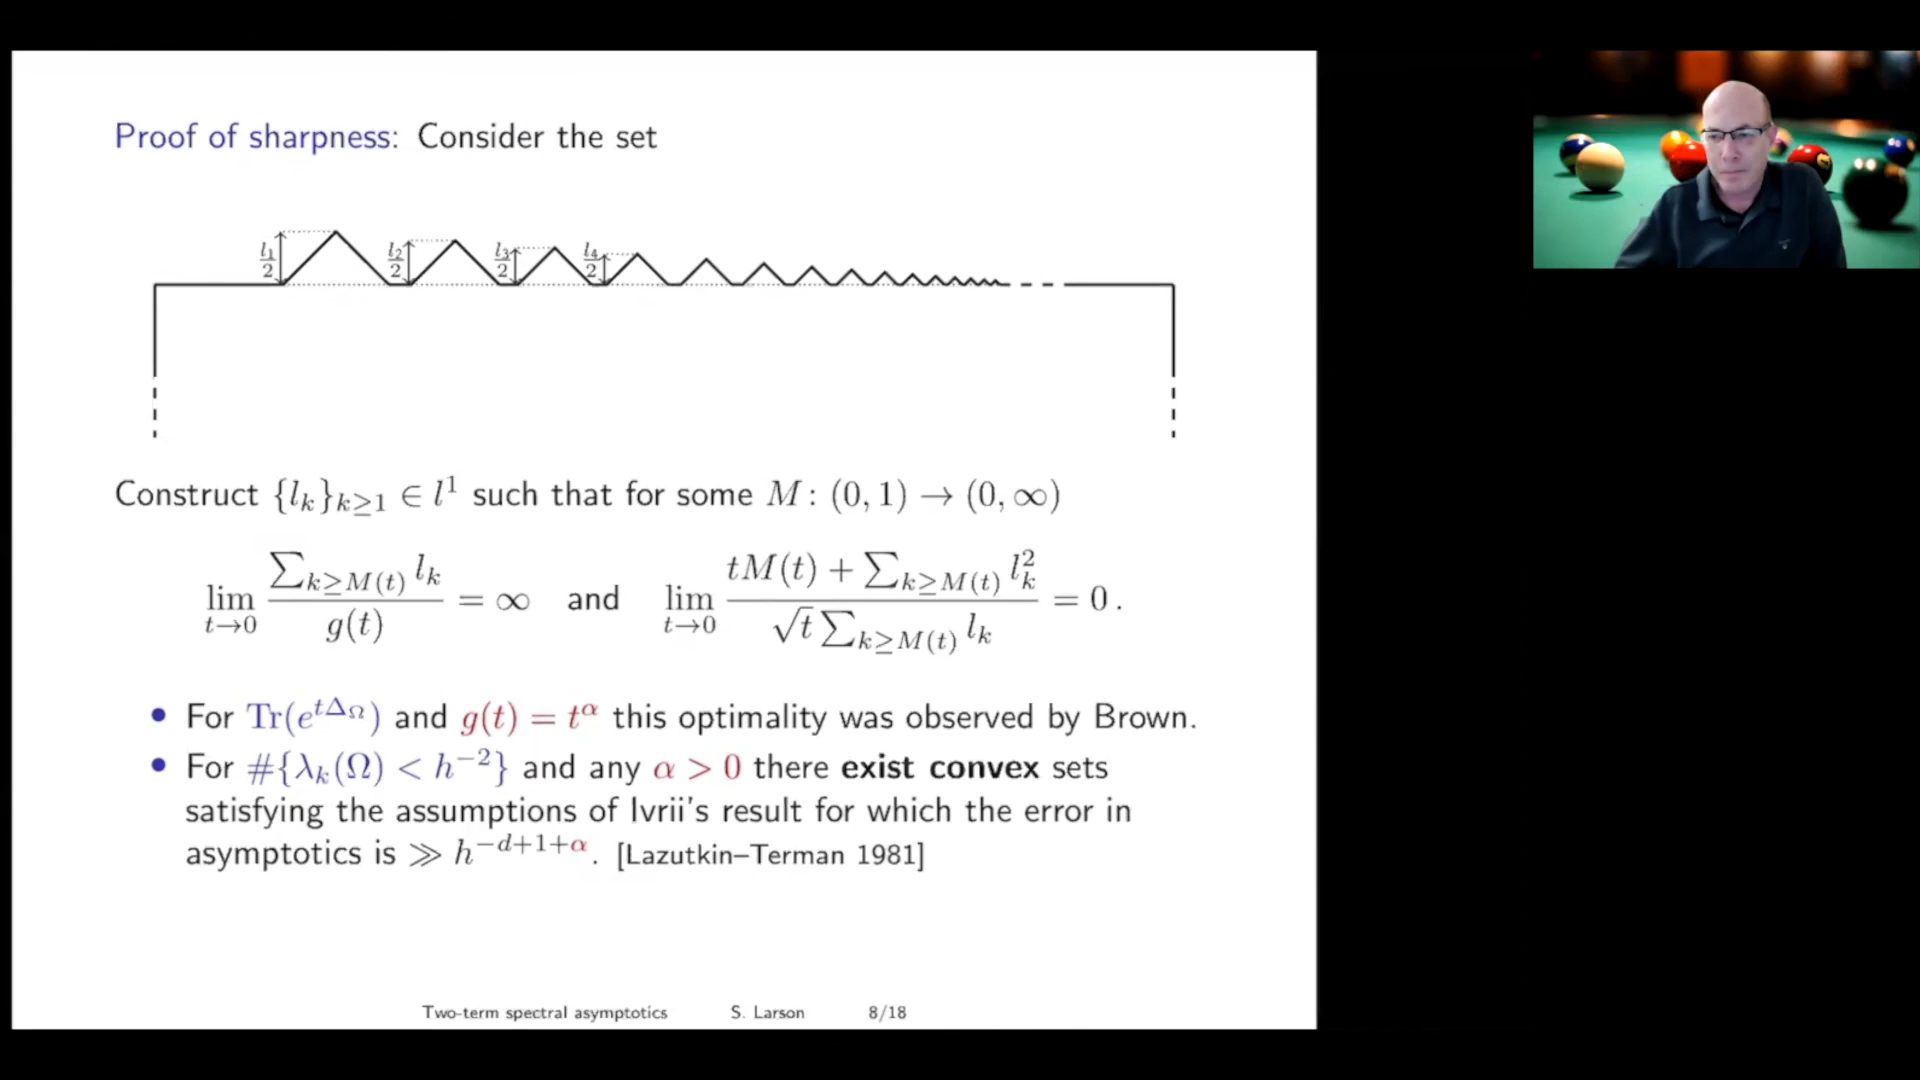 Proof of sharpness: Consider the set
l₁/2 l₂/2 l₃/2 l₄/2
Construct {lₖ}ₖ≥₁ ∈ l¹ such that for some M : (0, 1) → (0, ∞)
lim_{t→0} \frac{∑_{k≥M(t)} l_k}{g(t)} = ∞ and lim_{t→0} \frac{tM(t) + ∑_{k≥M(t)} l_k^2}{√t ∑_{k≥M(t)} l_k} = 0 .
• For Tr(e^{tΔ_Ω}) and g(t) = t^α this optimality was observed by Brown.
• For #{λ_k(Ω) < h^{−2}} and any α > 0 there exist convex sets
satisfying the assumptions of Ivrii's result for which the error in
asymptotics is ≫ h^{−d+1+α}. [Lazutkin–Terman 1981]
Two-term spectral asymptotics S. Larson 8/18